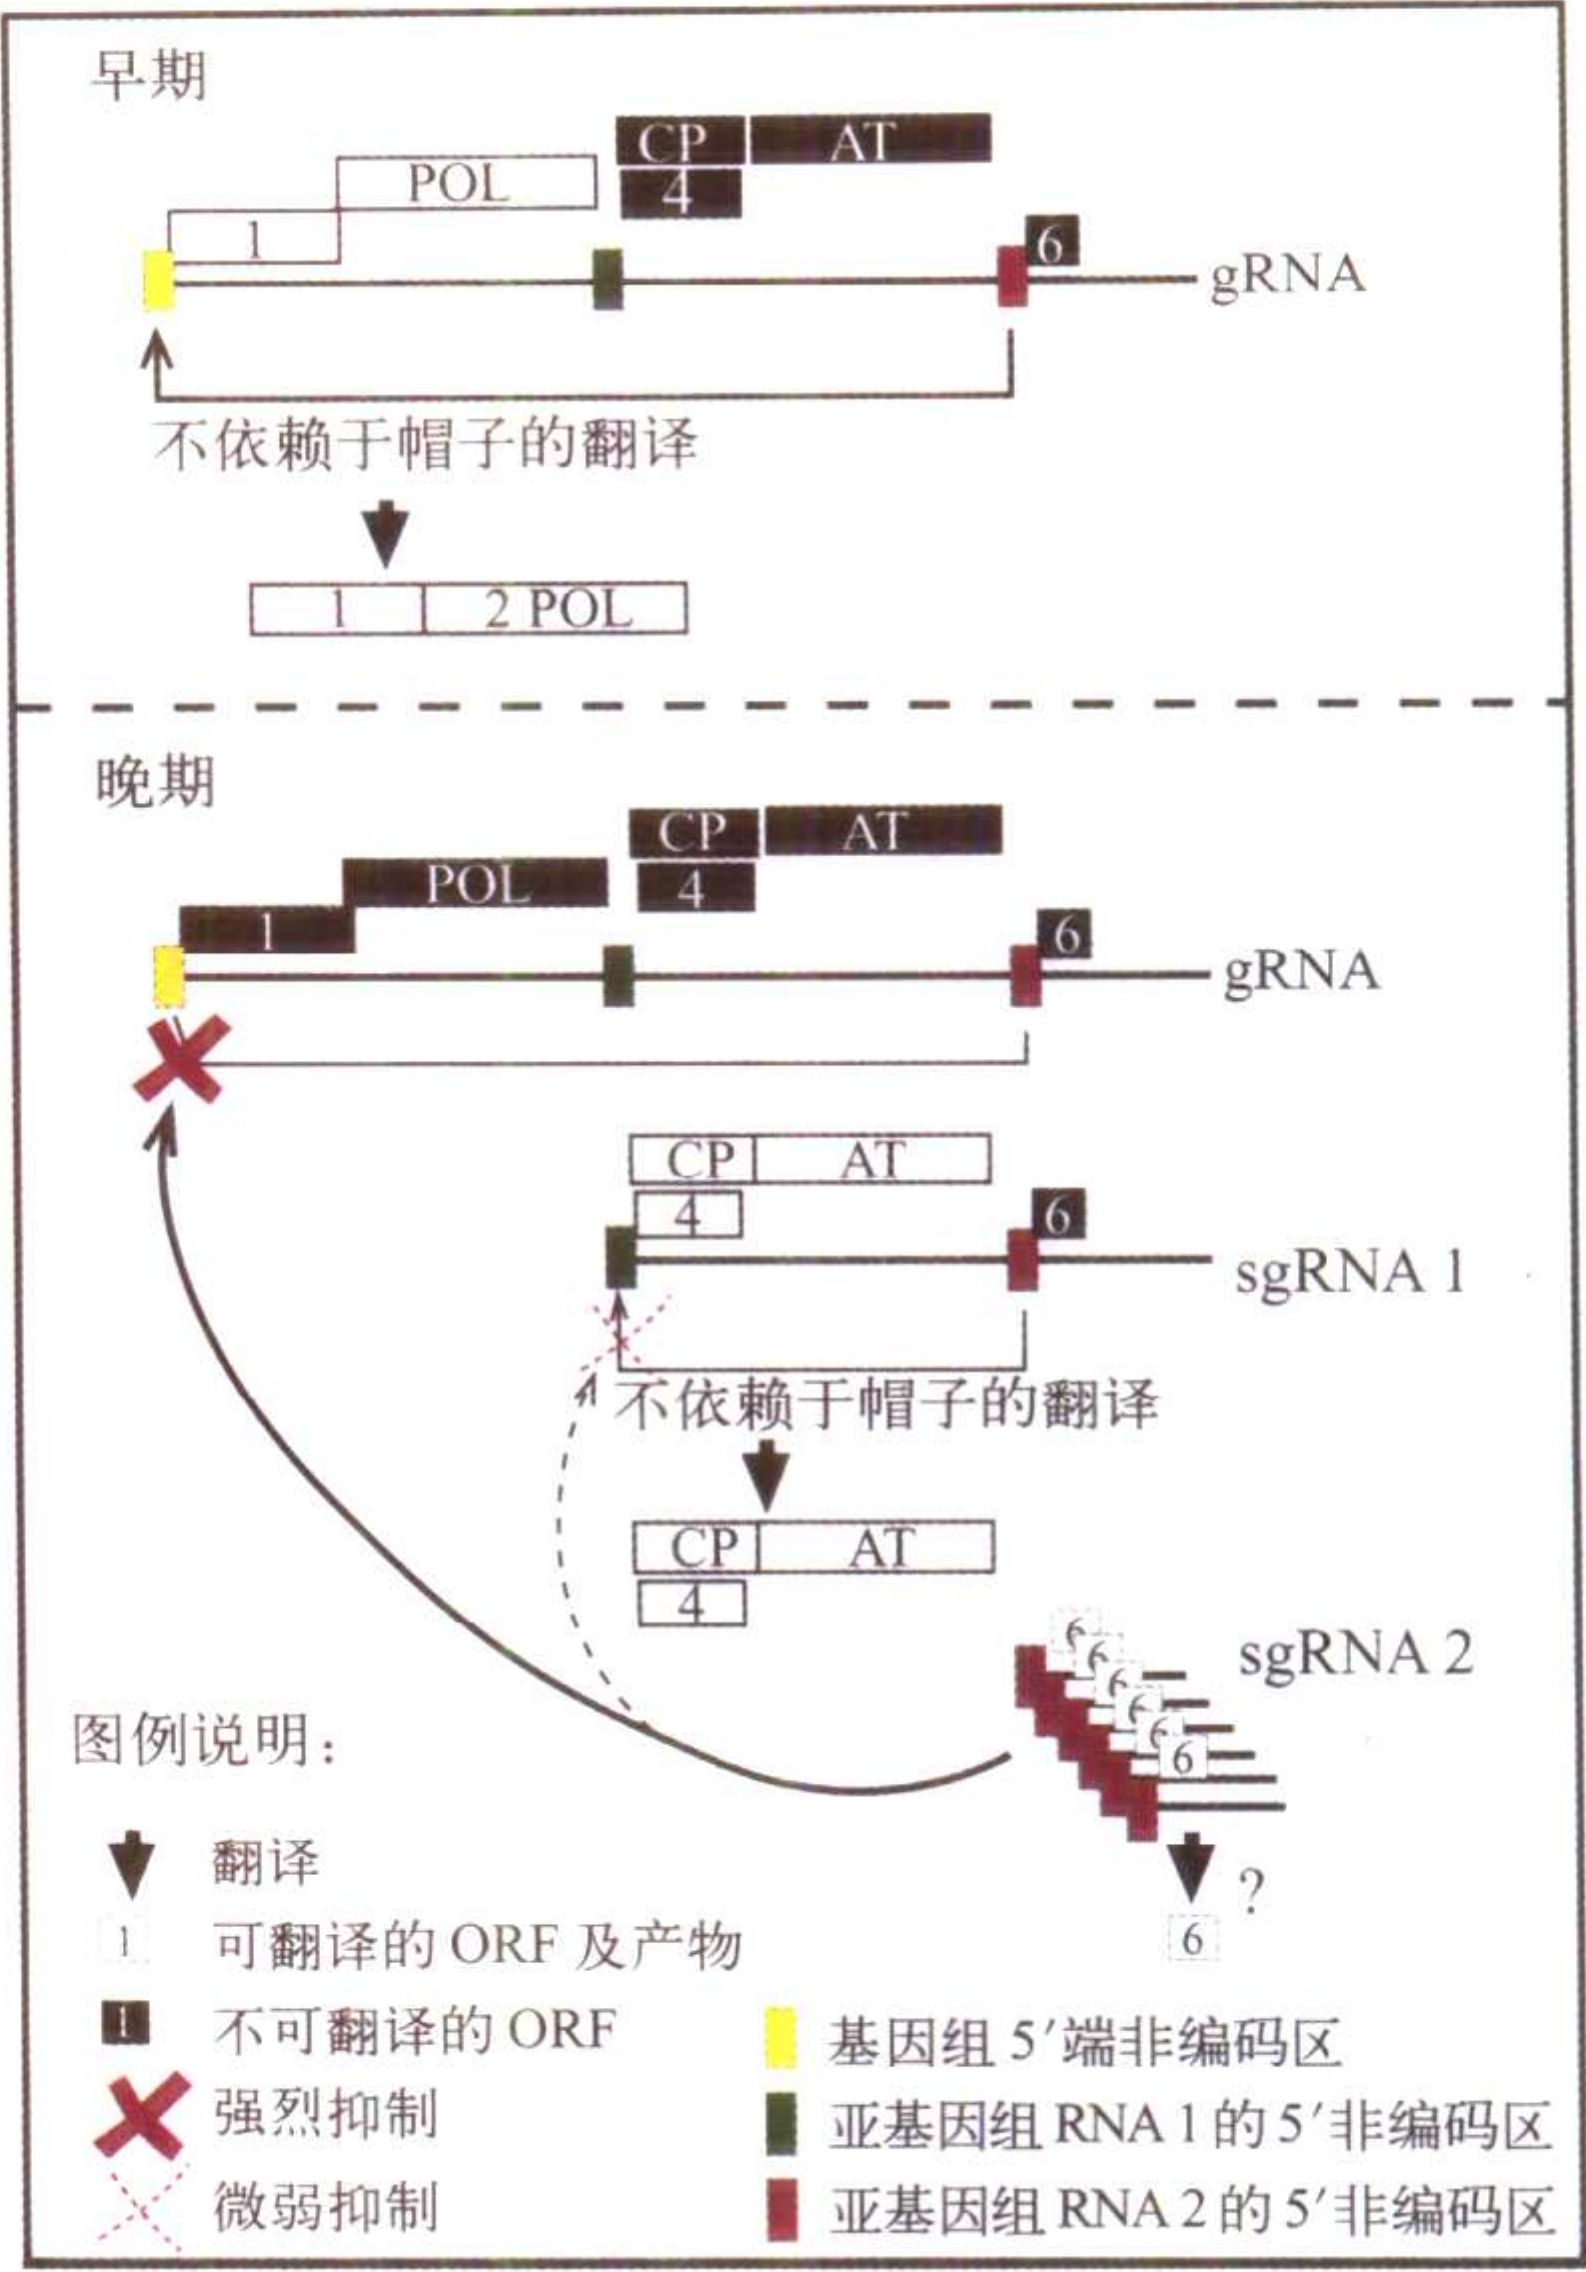 早期
CP AT
POL 4
1 6
gRNA
不依赖于帽子的翻译
1 2 POL
晚期
CP AT
POL 4
1 6
gRNA
CP AT
4 6
sgRNA 1
不依赖于帽子的翻译
CP AT
4
6
6
6
6
6
6
sgRNA 2
?
6
图例说明:
翻译
1 可翻译的 ORF 及产物
1 不可翻译的 ORF
强烈抑制
微弱抑制
基因组 5′端非编码区
亚基因组 RNA 1 的 5′非编码区
亚基因组 RNA 2 的 5′非编码区